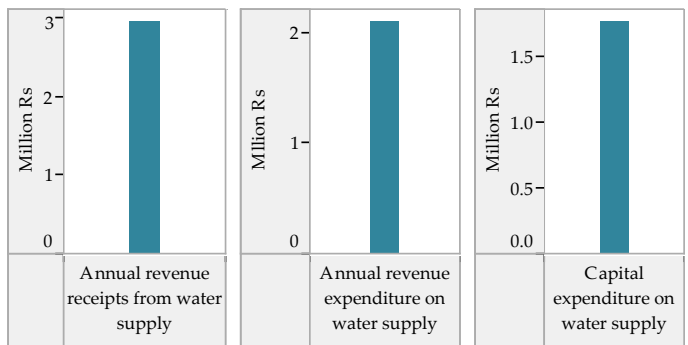 Million Rs
3
2
1
0
Annual revenue
receipts from water
supply
Mllion Rs
2
1
0
Annual revenue
expenditure on
water supply
Million Rs
1.5
1.0
0.5
0.0
Capital
expenditure on
water supply